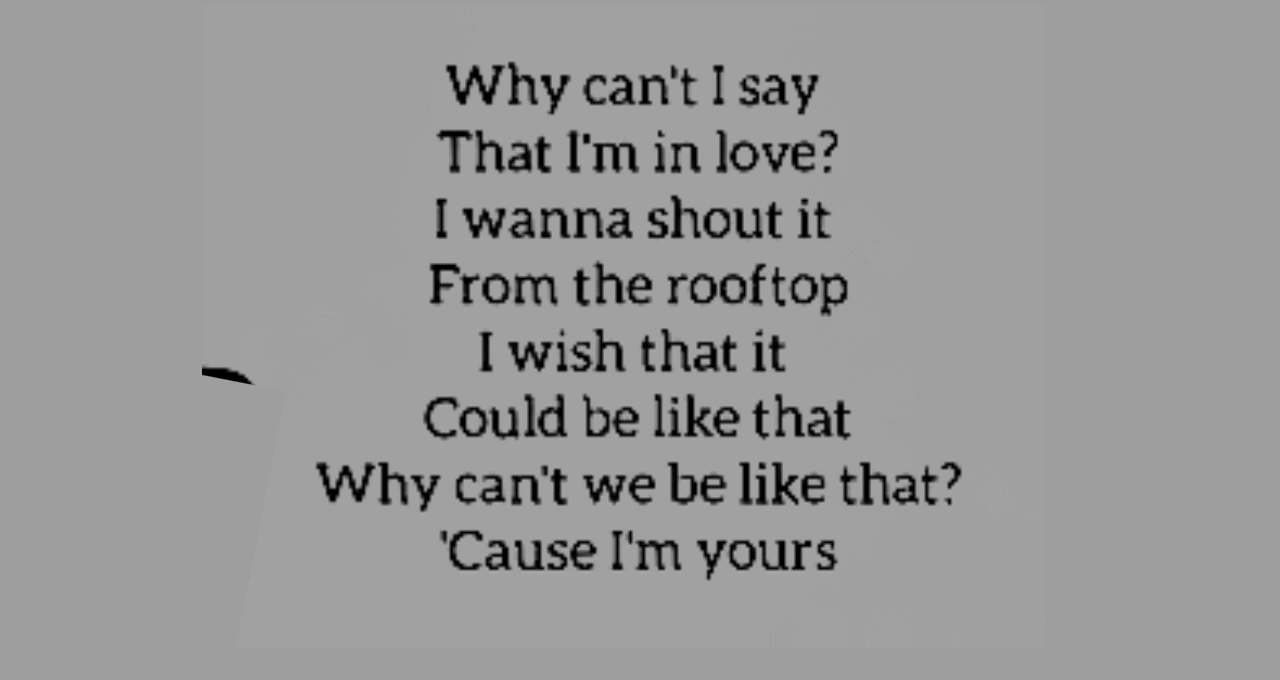 Why can't I say
That I'm in love?
I wanna shout it
From the rooftop
I wish that it
Could be like that
Why can't we be like that?
'Cause I'm yours